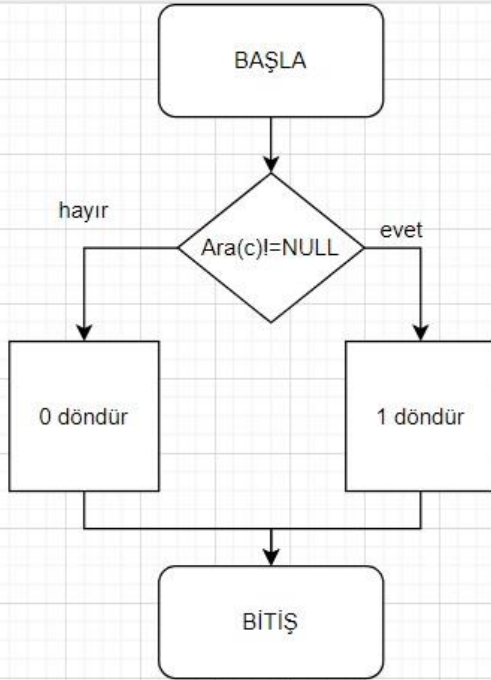 BAŞLA
hayır
evet
Ara(c)!=NULL
0 döndür
1 döndür
BİTİŞ